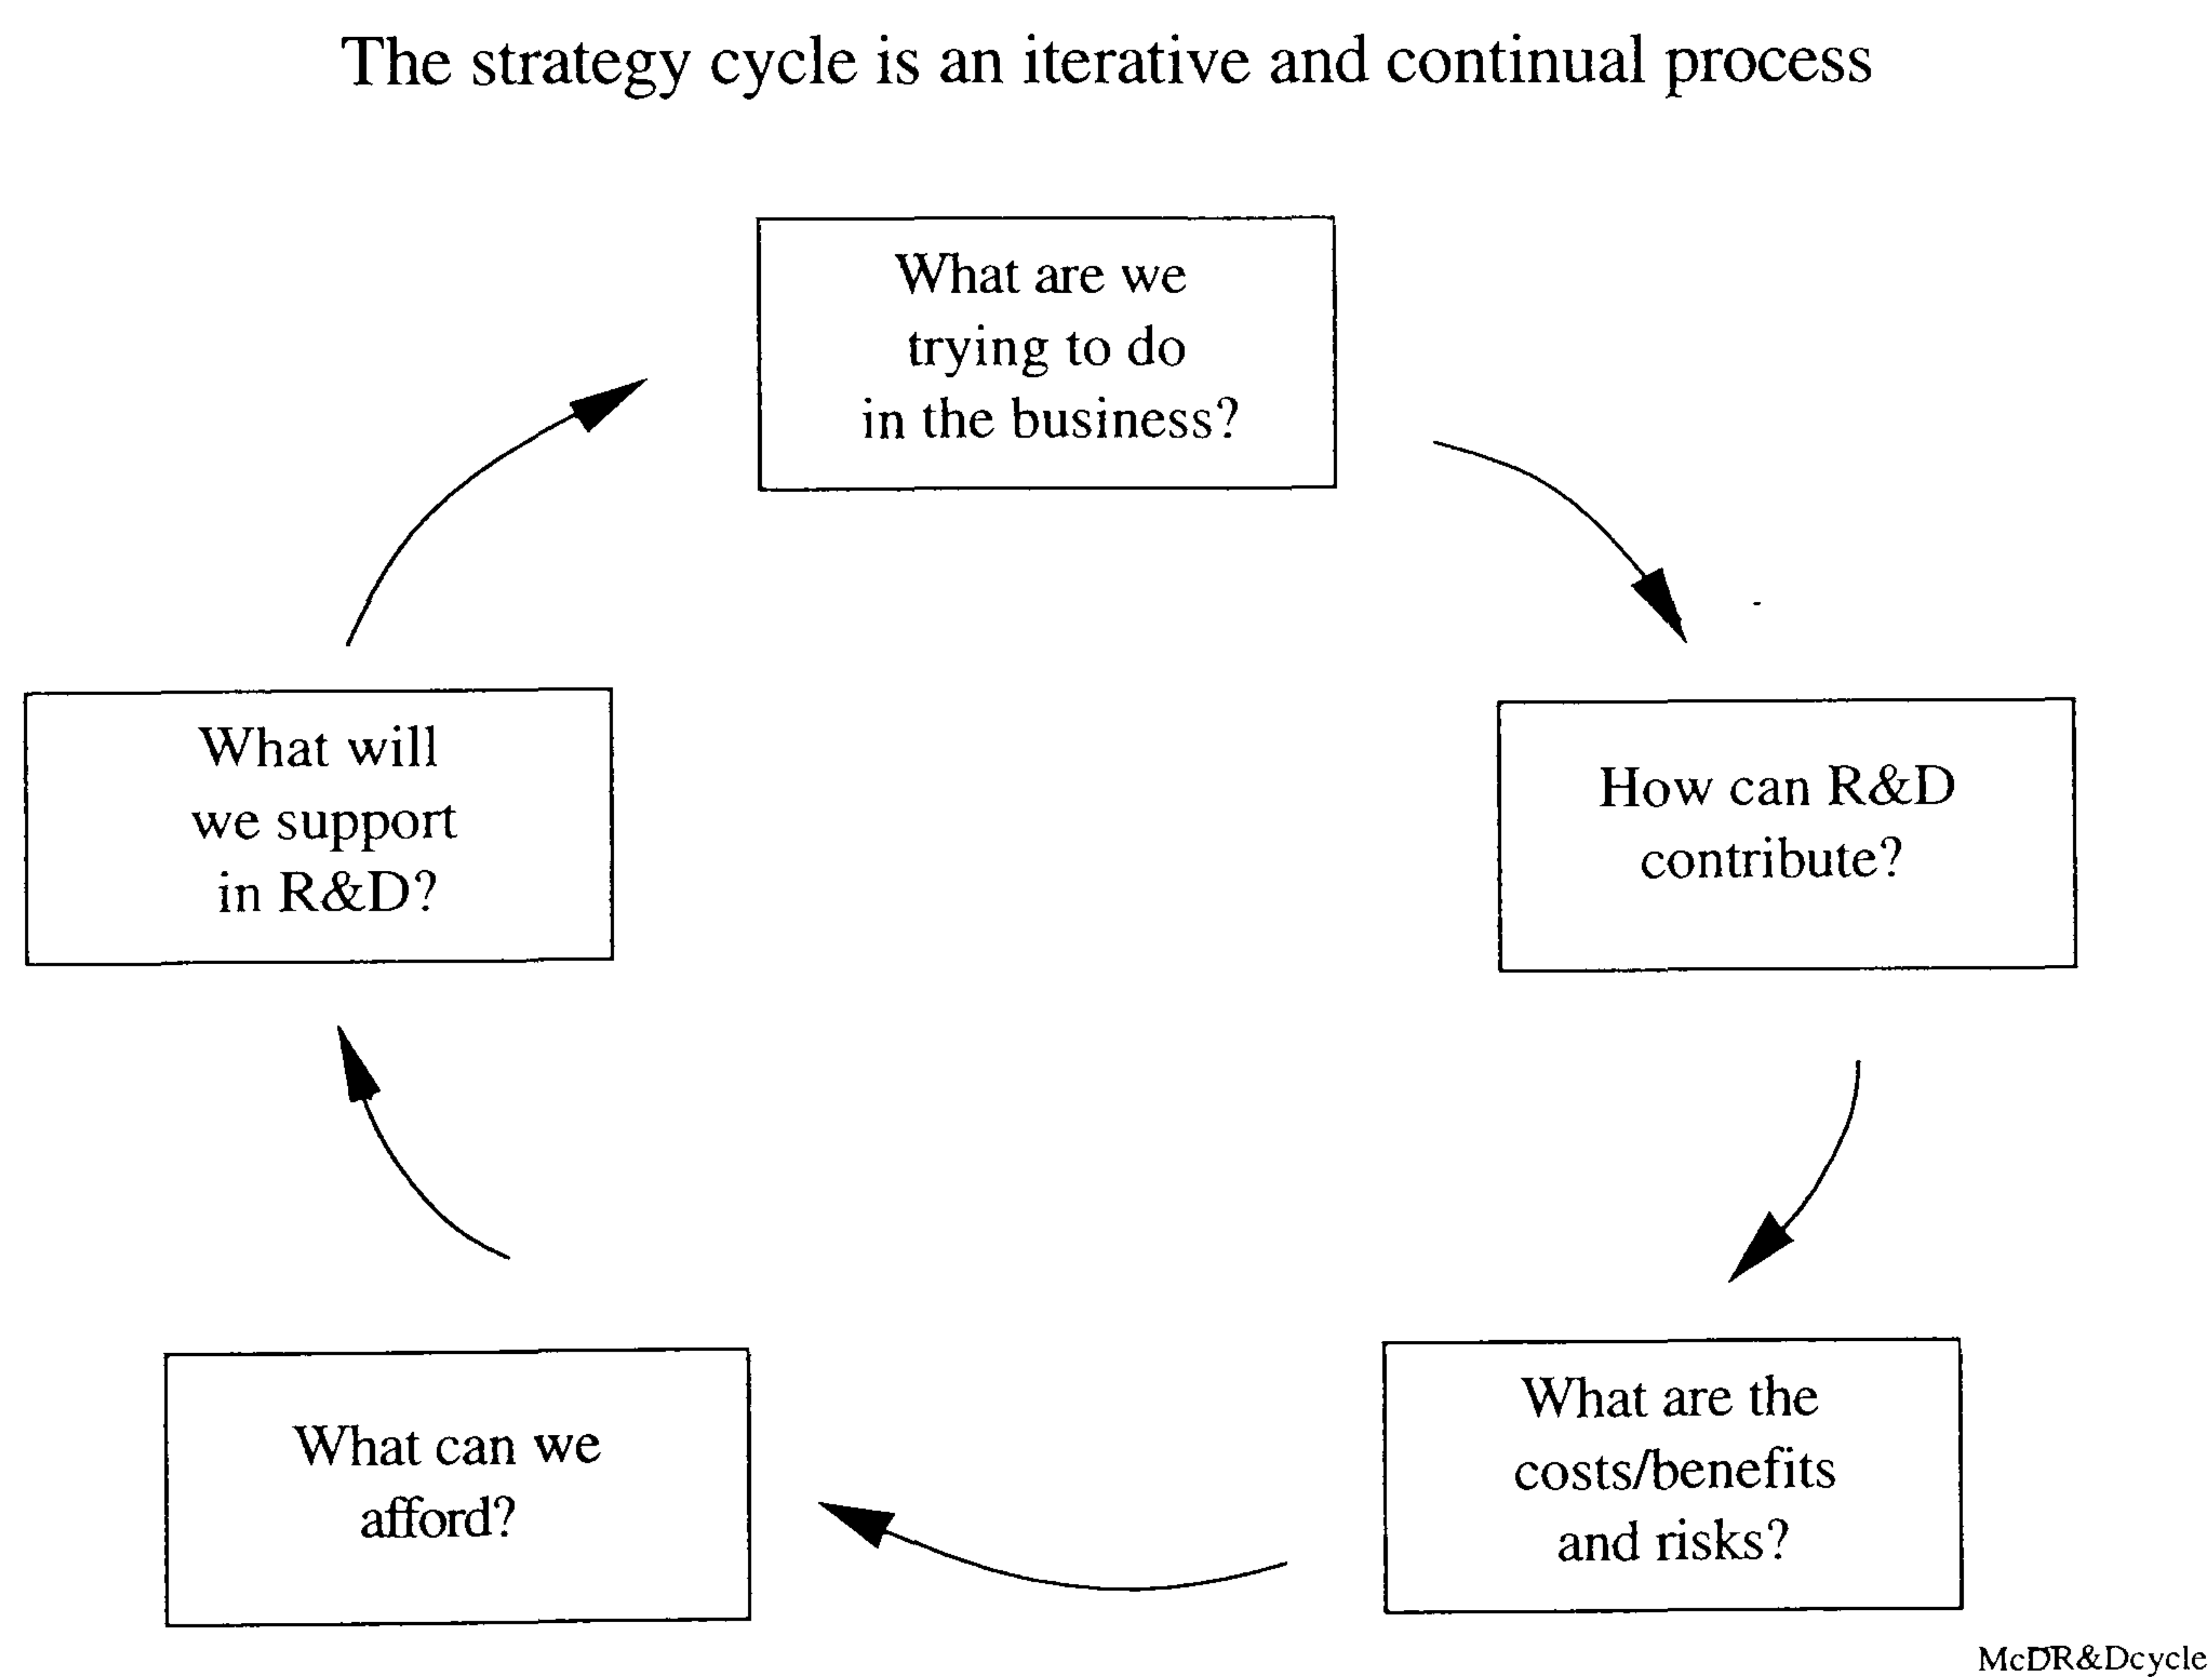 The strategy cycle is an iterative and continual process
What are we
trying to do
in the business?
How can R&D
contribute?
What are the
costs/benefits
and risks?
What can we
afford?
What will
we support
in R&D?
McDR&Dcycle